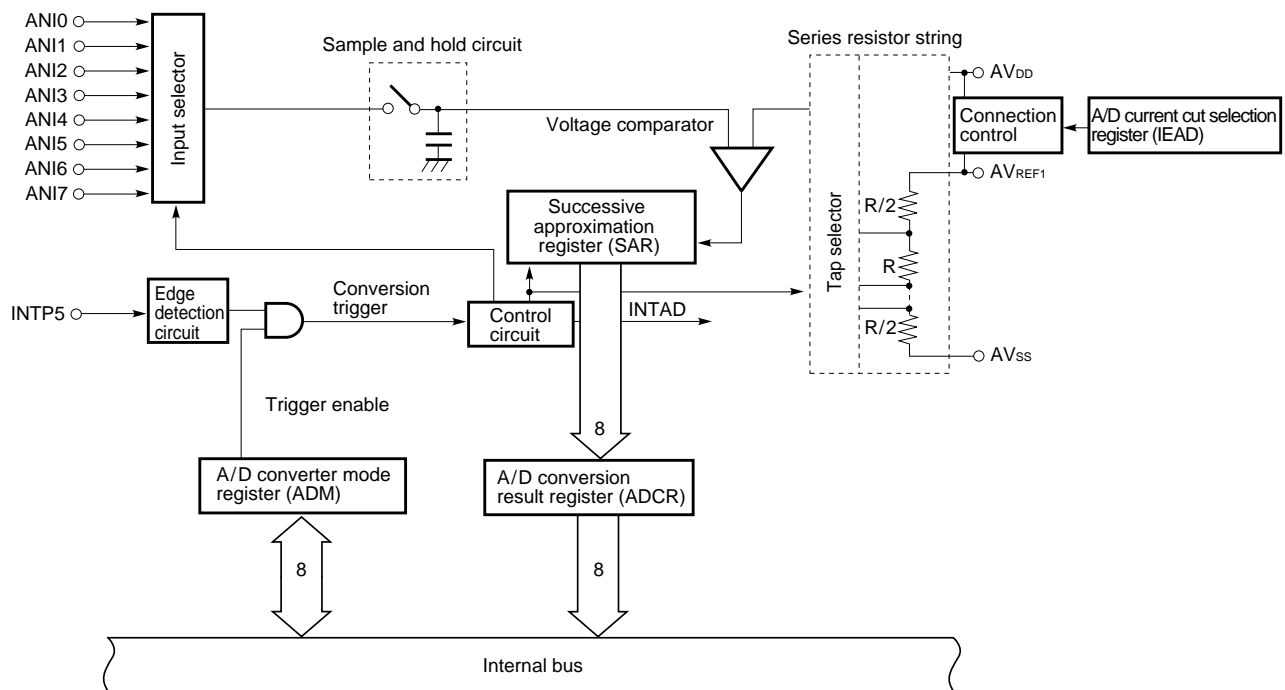 ANI0
ANI1
ANI2
ANI3
ANI4
ANI5
ANI6
ANI7
Input selector
Sample and hold circuit
Voltage comparator
Series resistor string
Tap selector
AVDD
Connection
control
A/D current cut selection
register (IEAD)
AVREF1
R/2
R
R/2
AVSS
Successive
approximation
register (SAR)
INTP5
Edge
detection
circuit
Conversion
trigger
Control
circuit
INTAD
Trigger enable
8
A/D converter mode
register (ADM)
A/D conversion
result register (ADCR)
8
8
Internal bus